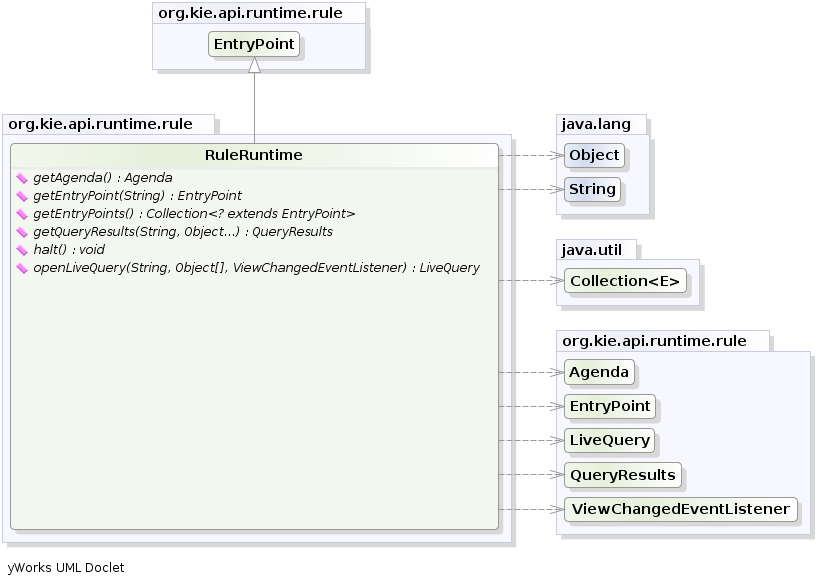 org.kie.api.runtime.rule
EntryPoint
org.kie.api.runtime.rule
RuleRuntime
getAgenda() : Agenda
getEntryPoint(String) : EntryPoint
getEntryPoints() : Collection<? extends EntryPoint>
getQueryResults(String, Object...) : QueryResults
halt() : void
openLiveQuery(String, Object[], ViewChangedEventListener) : LiveQuery
java.lang
Object
String
java.util
Collection<E>
org.kie.api.runtime.rule
Agenda
EntryPoint
LiveQuery
QueryResults
ViewChangedEventListener
yWorks UML Doclet